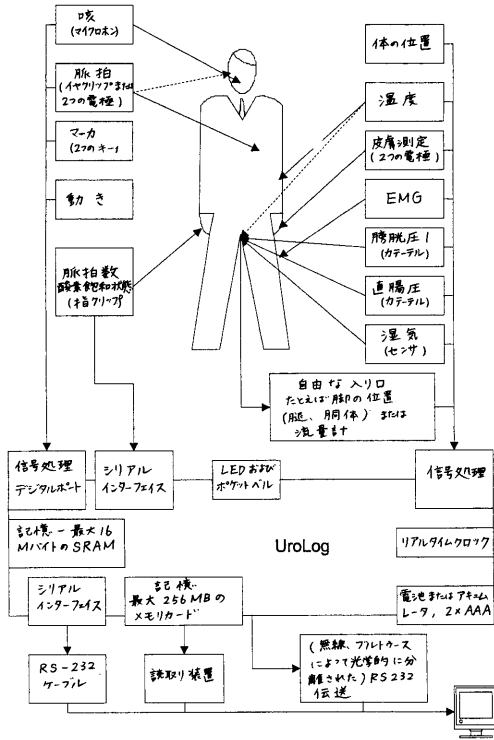 咳
(マイクロホン)
脈拍
(イヤクリップまたは
2つの電極)
マーカ
(2つのキー)
動き
脈拍数
酸素飽和状態
(指クリップ)
体の位置
温度
皮膚測定
(2つの電極)
EMG
膀胱圧1
(カテーテル)
直腸圧
(カテーテル)
湿気
(センサ)
自由な入り口
たとえば脚の位置
(腿、胴体)または
流量計
信号処理
デジタルポート
シリアル
インターフェイス
LEDおよび
ポケットベル
信号処理
記憶ー最大16
MバイトのSRAM
UroLog
リアルタイムクロック
シリアル
インターフェイス
記憶
最大256MBの
メモリカード
電池またはアキュム
レータ, 2×AAA
RS-232
ケーブル
読取り装置
(無線、ブルートゥース
によって光学的に分
離された)RS232
伝送